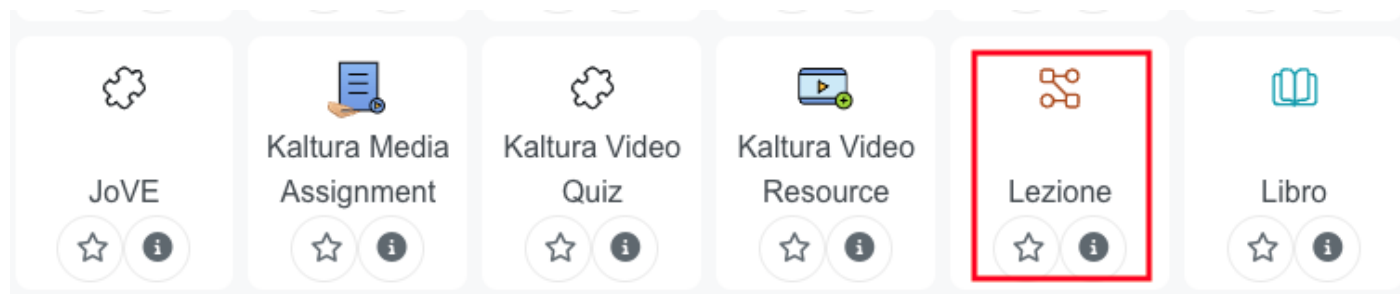 JoVE
Kaltura Media
Assignment
Kaltura Video
Quiz
Kaltura Video
Resource
Lezione
Libro